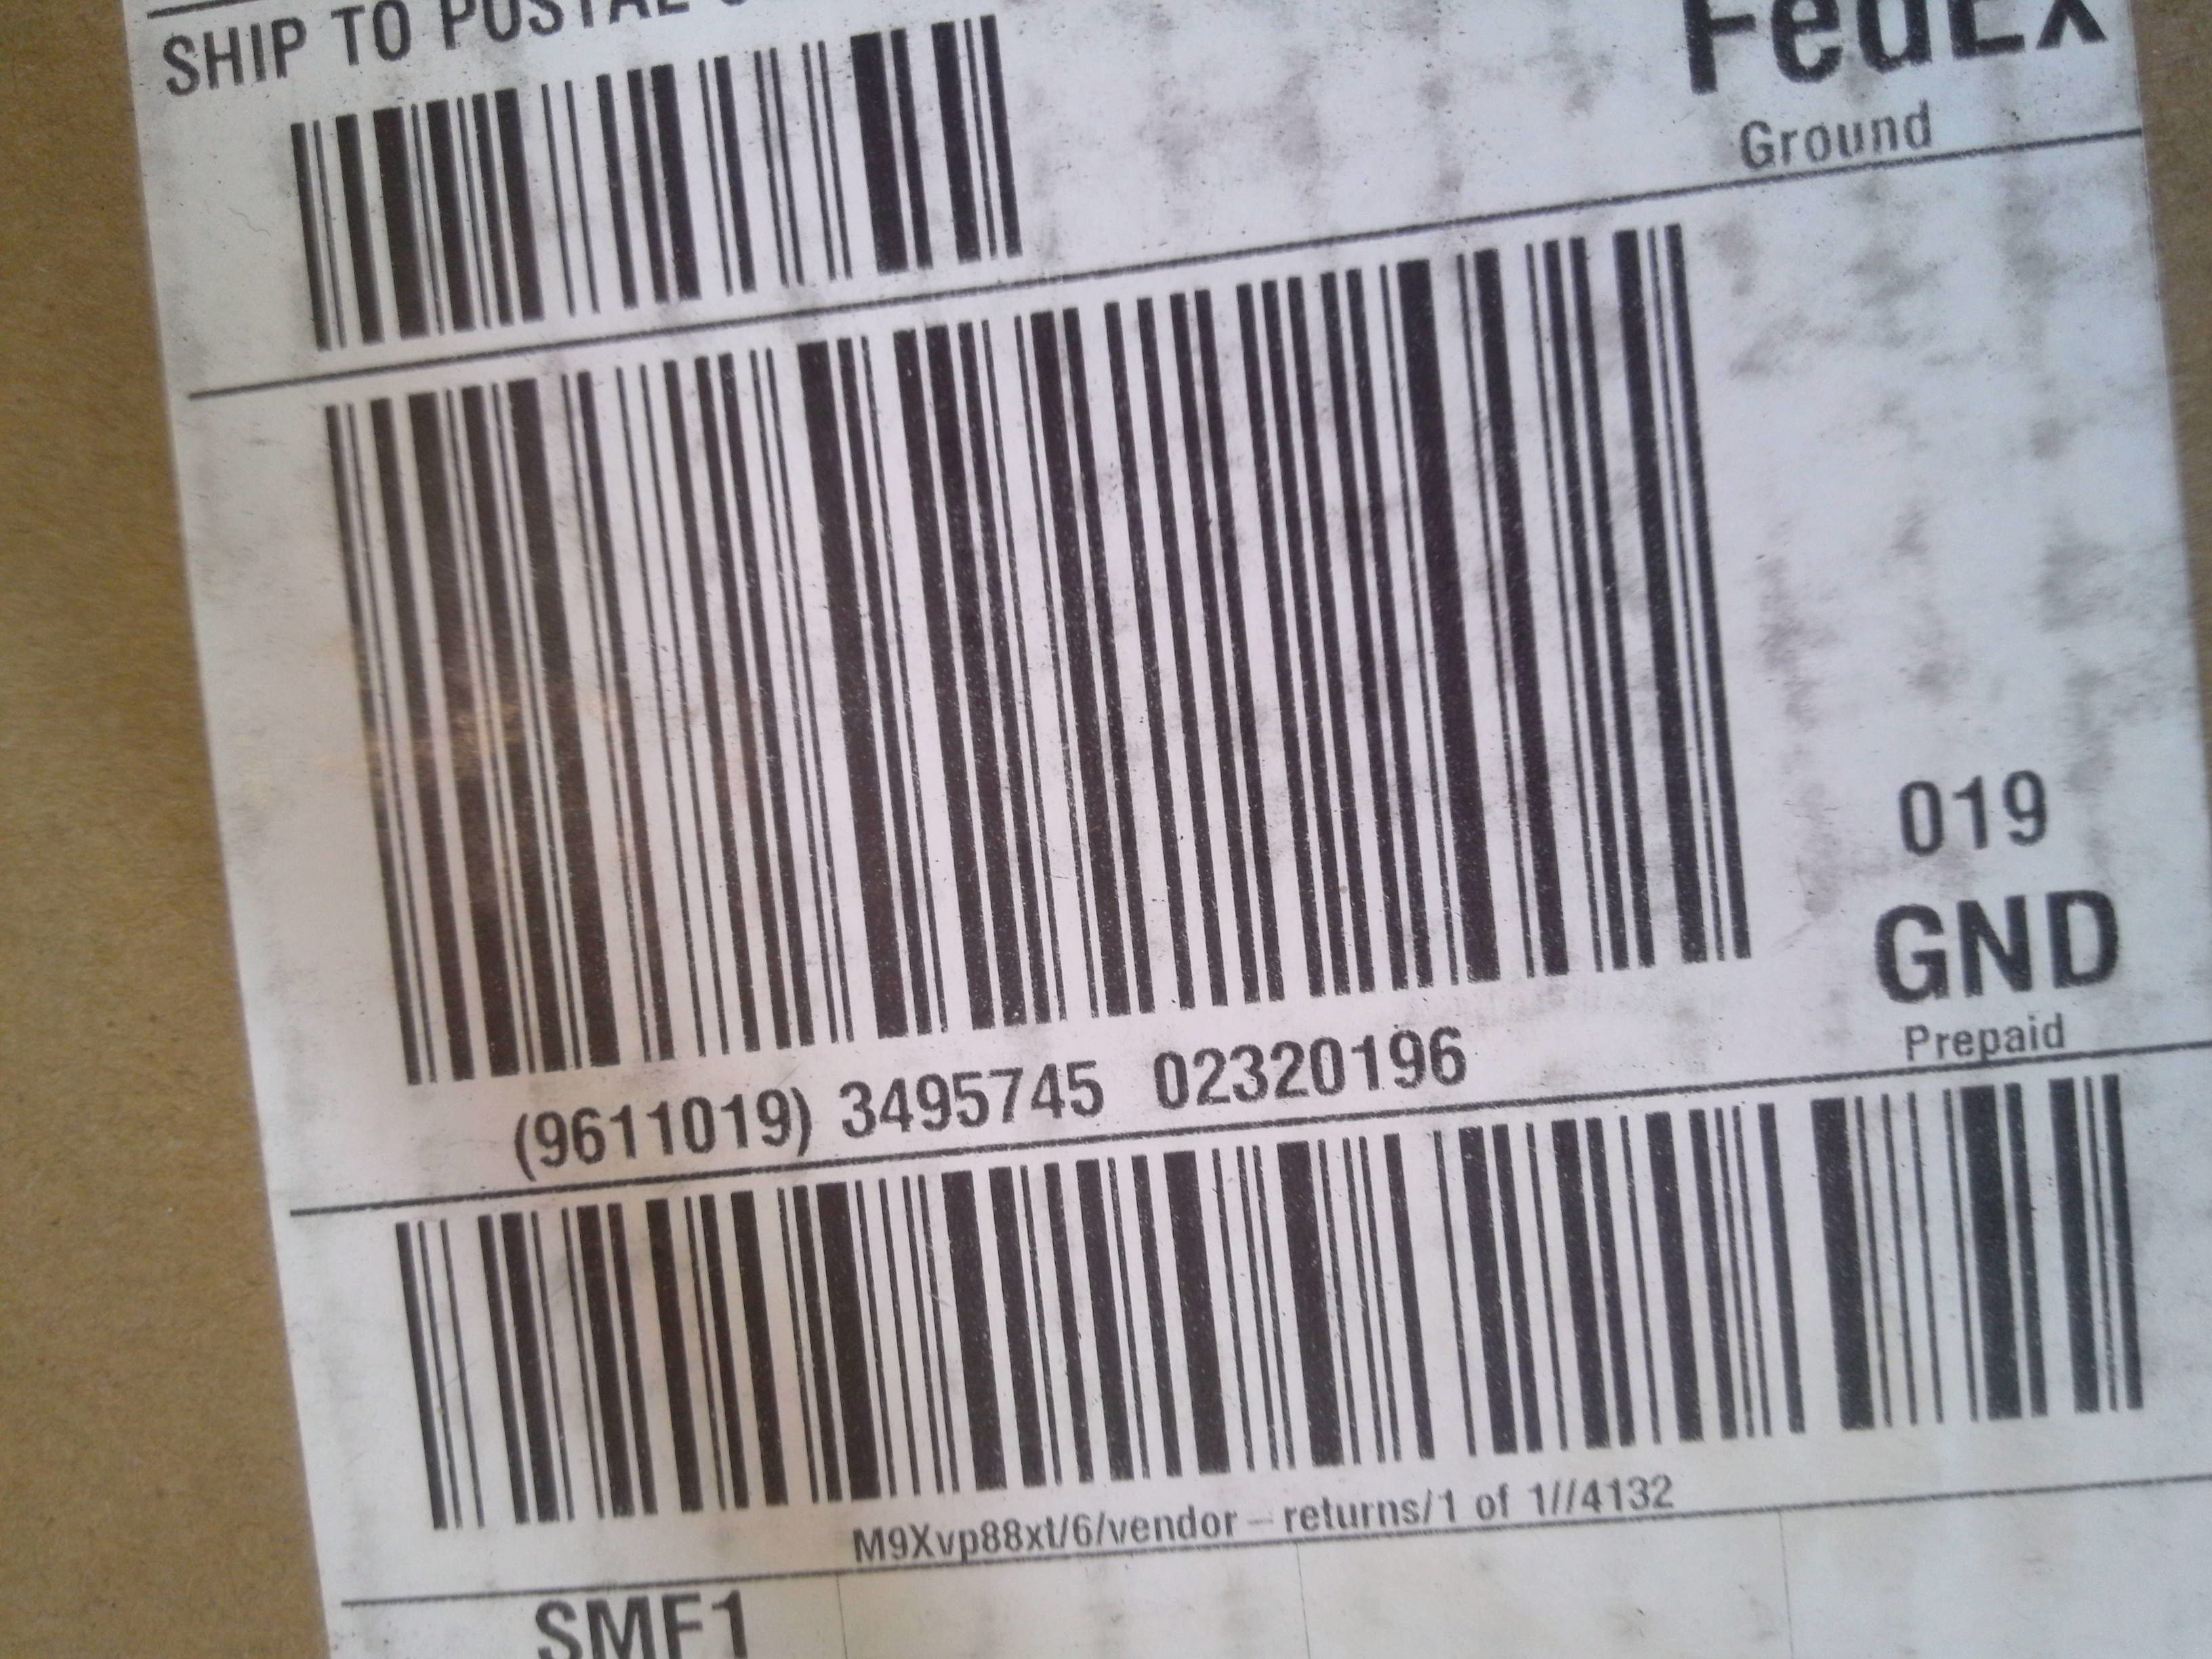 SHIP TO POSTAL
FedEx
Ground
019
GND
Prepaid
(9611019) 3495745 02320196
M9Xvp88xt/6/vendor-returns/1 of 1//4132
SMF1